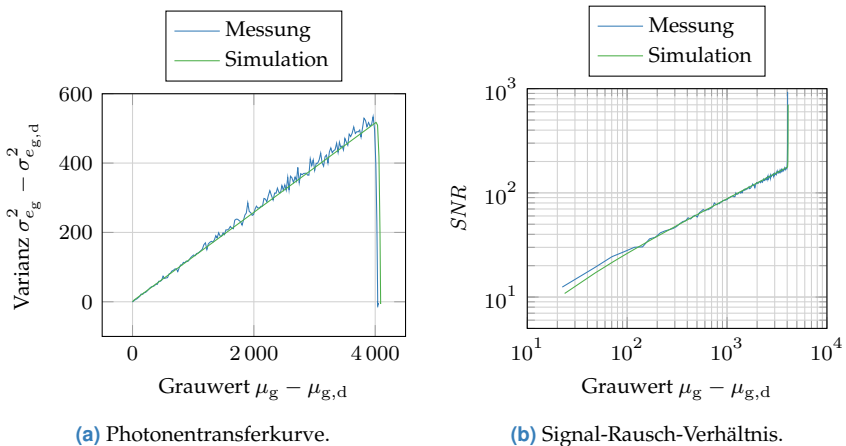 Messung
Simulation
600
400
200
0
Varianz σ²_{e_g} − σ²_{e_{g,d}}
0 2 000 4 000
Grauwert μ_g − μ_{g,d}
(a) Photonentransferkurve.
Messung
Simulation
10³
10²
10¹
SNR
10¹ 10² 10³ 10⁴
Grauwert μ_g − μ_{g,d}
(b) Signal-Rausch-Verhältnis.